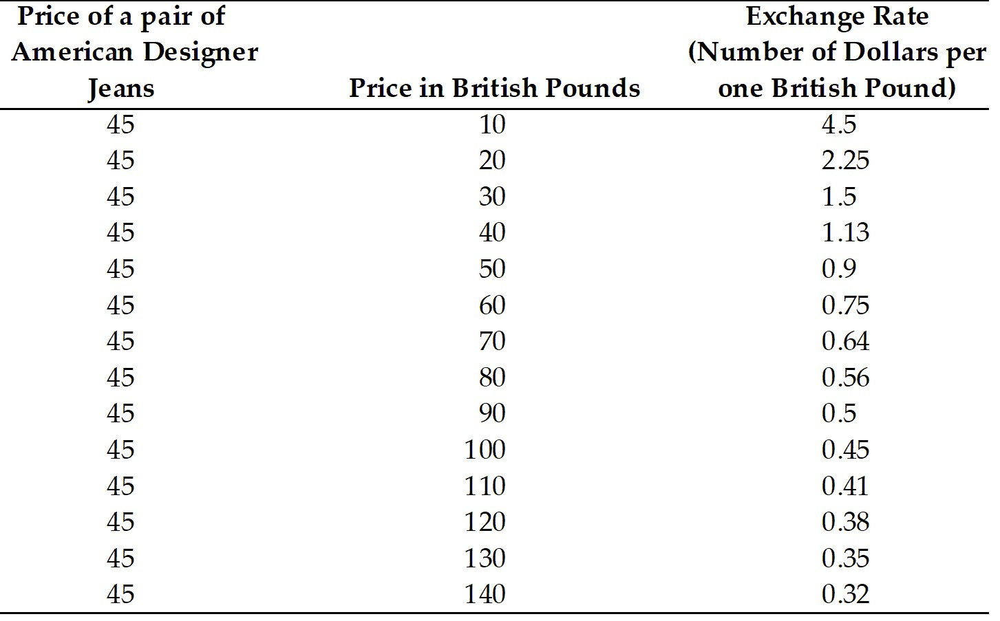 Price of a pair of Exchange Rate
American Designer (Number of Dollars per
Jeans Price in British Pounds one British Pound)
45 10 4.5
45 20 2.25
45 30 1.5
45 40 1.13
45 50 0.9
45 60 0.75
45 70 0.64
45 80 0.56
45 90 0.5
45 100 0.45
45 110 0.41
45 120 0.38
45 130 0.35
45 140 0.32